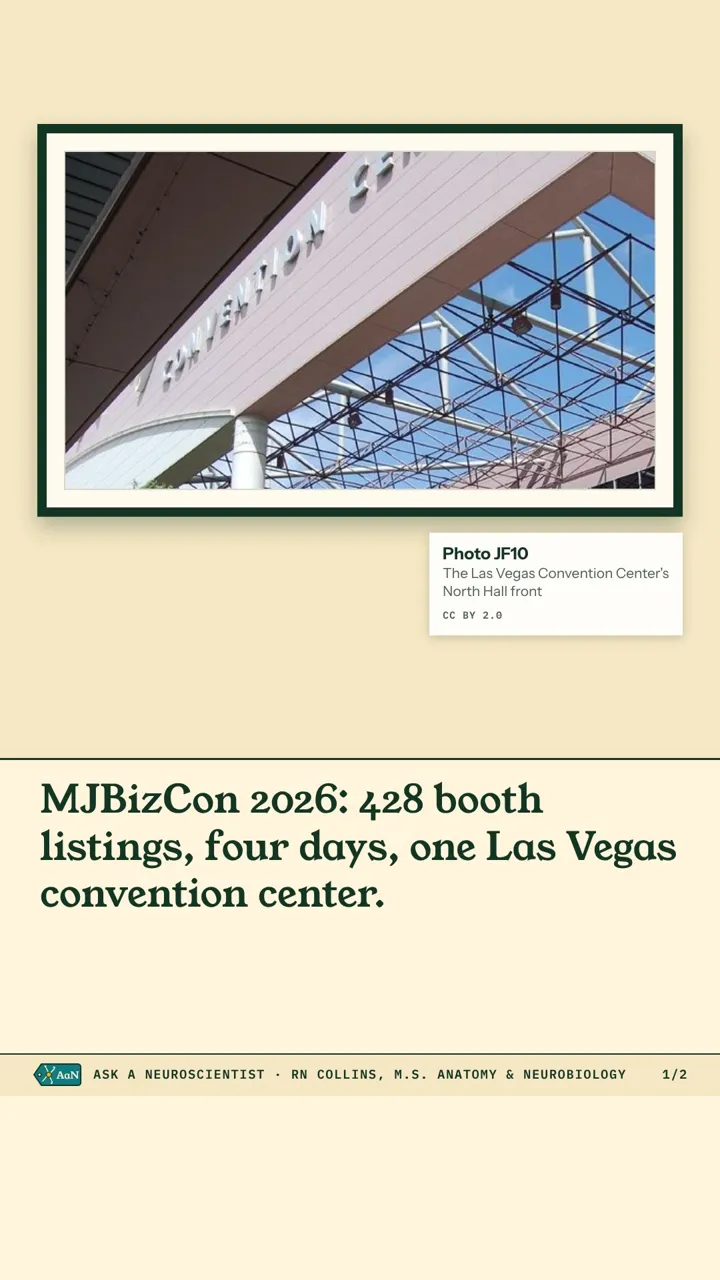 CONVENTION CEN
Photo JF10
The Las Vegas Convention Center's
North Hall front
CC BY 2.0
MJBizCon 2026: 428 booth
listings, four days, one Las Vegas
convention center.
AaN ASK A NEUROSCIENTIST · RN COLLINS, M.S. ANATOMY & NEUROBIOLOGY 1/2